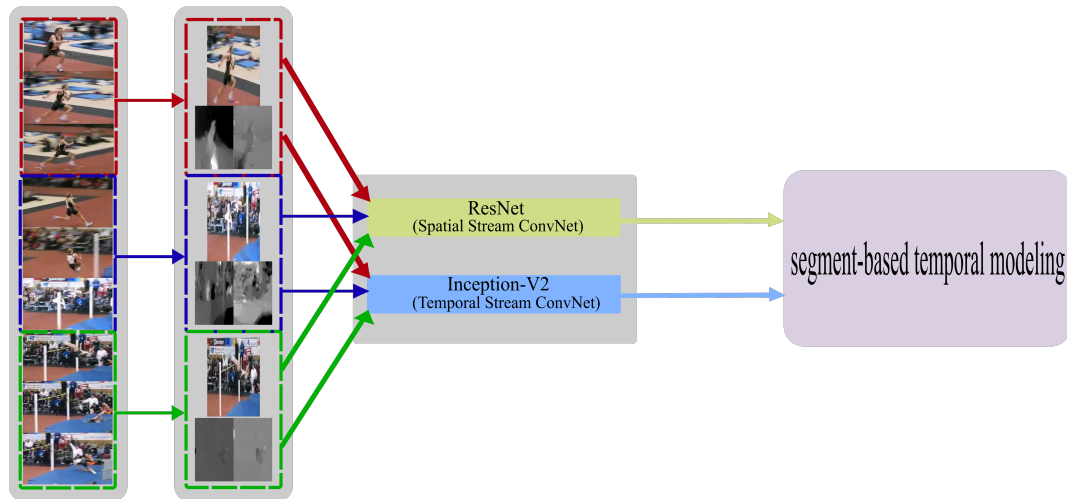 ResNet
(Spatial Stream ConvNet)
Inception-V2
(Temporal Stream ConvNet)
segment-based temporal modeling